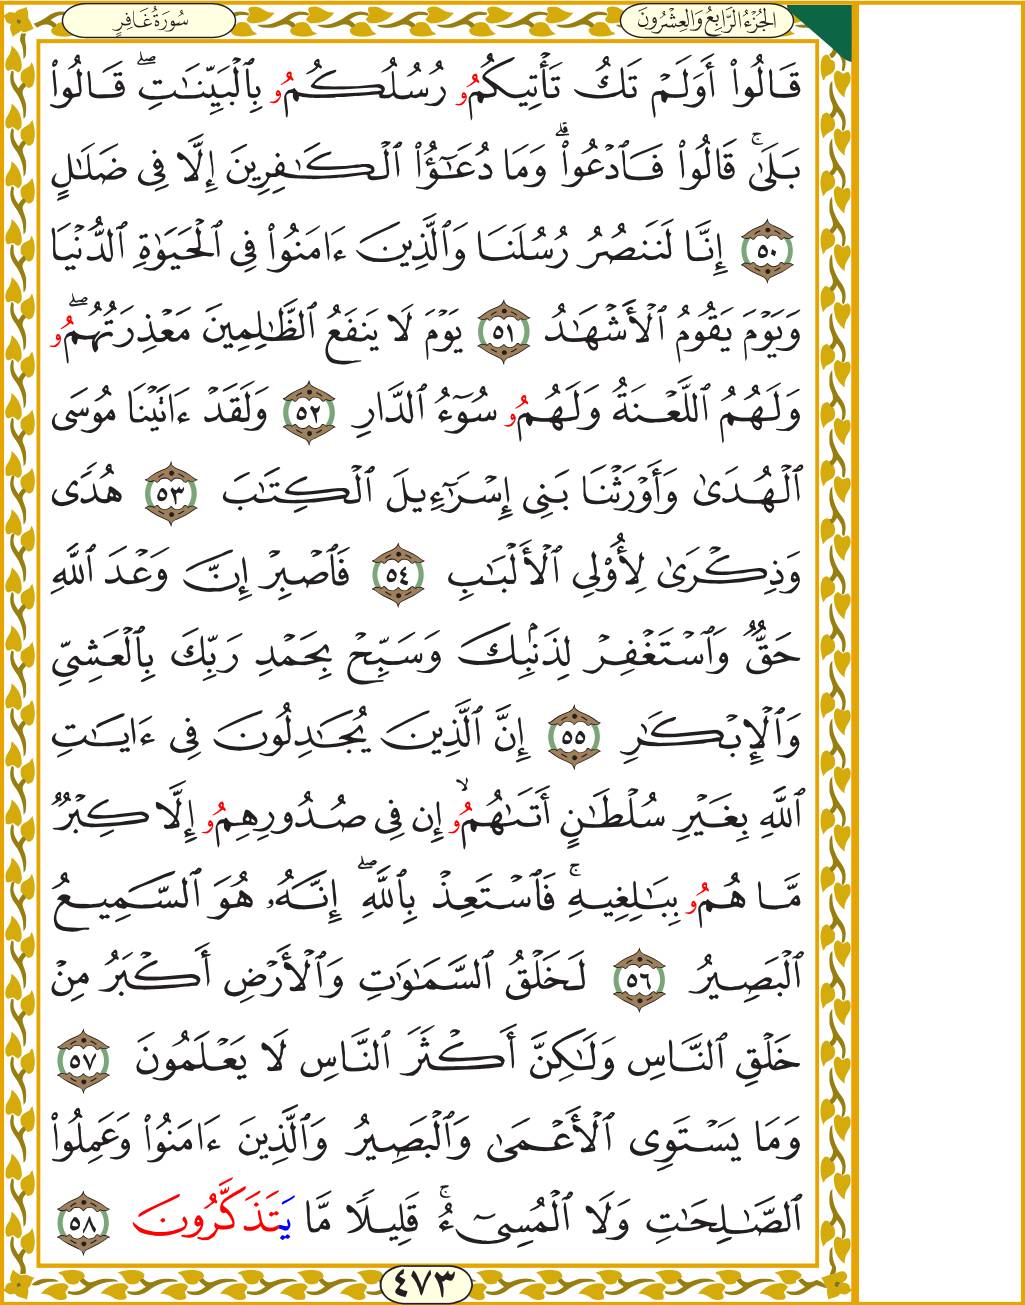 الجُزْءُ الرَّابِعُ وَالعِشْرُونَ
سُورَةُ غَافِرٍ
قَالُوٓاْ أَوَلَمۡ تَكُ تَأۡتِيكُمُۥ رُسُلُكُمُۥ بِٱلۡبَيِّنَٰتِۖ قَالُواْ
بَلَىٰۚ قَالُواْ فَٱدۡعُواْۗ وَمَا دُعَٰٓؤُاْ ٱلۡكَٰفِرِينَ إِلَّا فِي ضَلَٰلٍ
٥٠ إِنَّا لَنَنصُرُ رُسُلَنَا وَٱلَّذِينَ ءَامَنُواْ فِي ٱلۡحَيَوٰةِ ٱلدُّنۡيَا
وَيَوۡمَ يَقُومُ ٱلۡأَشۡهَٰدُ ٥١ يَوۡمَ لَا يَنفَعُ ٱلظَّٰلِمِينَ مَعۡذِرَتُهُمُۥۖ
وَلَهُمُ ٱللَّعۡنَةُ وَلَهُمُۥ سُوٓءُ ٱلدَّارِ ٥٢ وَلَقَدۡ ءَاتَيۡنَا مُوسَى
ٱلۡهُدَىٰ وَأَوۡرَثۡنَا بَنِيٓ إِسۡرَٰٓءِيلَ ٱلۡكِتَٰبَ ٥٣ هُدٗى
وَذِكۡرَىٰ لِأُوْلِي ٱلۡأَلۡبَٰبِ ٥٤ فَٱصۡبِرۡ إِنَّ وَعۡدَ ٱللَّهِ
حَقّٞ وَٱسۡتَغۡفِرۡ لِذَنۢبِكَ وَسَبِّحۡ بِحَمۡدِ رَبِّكَ بِٱلۡعَشِيِّ
وَٱلۡإِبۡكَٰرِ ٥٥ إِنَّ ٱلَّذِينَ يُجَٰدِلُونَ فِيٓ ءَايَٰتِ
ٱللَّهِ بِغَيۡرِ سُلۡطَٰنٍ أَتَىٰهُمُۥۙ إِن فِي صُدُورِهِمُۥ إِلَّا كِبۡرٞ
مَّا هُمُۥ بِبَٰلِغِيهِۚ فَٱسۡتَعِذۡ بِٱللَّهِۖ إِنَّهُۥ هُوَ ٱلسَّمِيعُ
ٱلۡبَصِيرُ ٥٦ لَخَلۡقُ ٱلسَّمَٰوَٰتِ وَٱلۡأَرۡضِ أَكۡبَرُ مِنۡ
خَلۡقِ ٱلنَّاسِ وَلَٰكِنَّ أَكۡثَرَ ٱلنَّاسِ لَا يَعۡلَمُونَ ٥٧
وَمَا يَسۡتَوِي ٱلۡأَعۡمَىٰ وَٱلۡبَصِيرُ وَٱلَّذِينَ ءَامَنُواْ وَعَمِلُواْ
ٱلصَّٰلِحَٰتِ وَلَا ٱلۡمُسِيٓءُۚ قَلِيلٗا مَّا يَتَذَكَّرُونَ ٥٨
٤٧٣